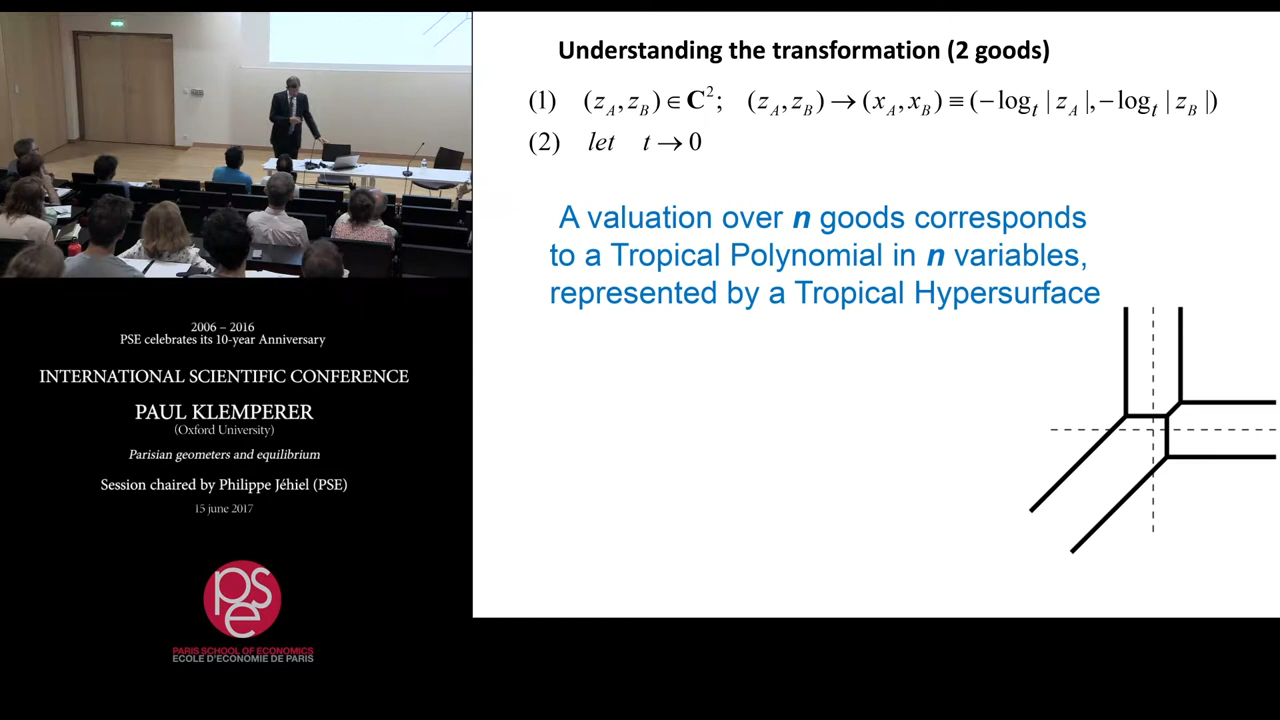 Understanding the transformation (2 goods)
(1) (z_A, z_B) ∈ C²; (z_A, z_B) → (x_A, x_B) ≡ (−log_t | z_A |, −log_t | z_B |)
(2) let t → 0
A valuation over n goods corresponds
to a Tropical Polynomial in n variables,
represented by a Tropical Hypersurface
2006 – 2016
PSE celebrates its 10-year Anniversary
INTERNATIONAL SCIENTIFIC CONFERENCE
PAUL KLEMPERER
(Oxford University)
Parisian geometers and equilibrium
Session chaired by Philippe Jéhiel (PSE)
15 june 2017
pse
PARIS SCHOOL OF ECONOMICS
ECOLE D'ECONOMIE DE PARIS